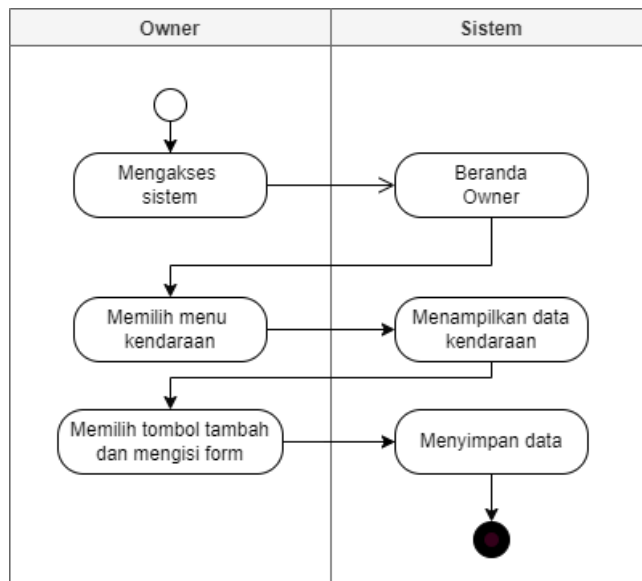 Owner
Sistem
Mengakses
sistem
Beranda
Owner
Memilih menu
kendaraan
Menampilkan data
kendaraan
Memilih tombol tambah
dan mengisi form
Menyimpan data